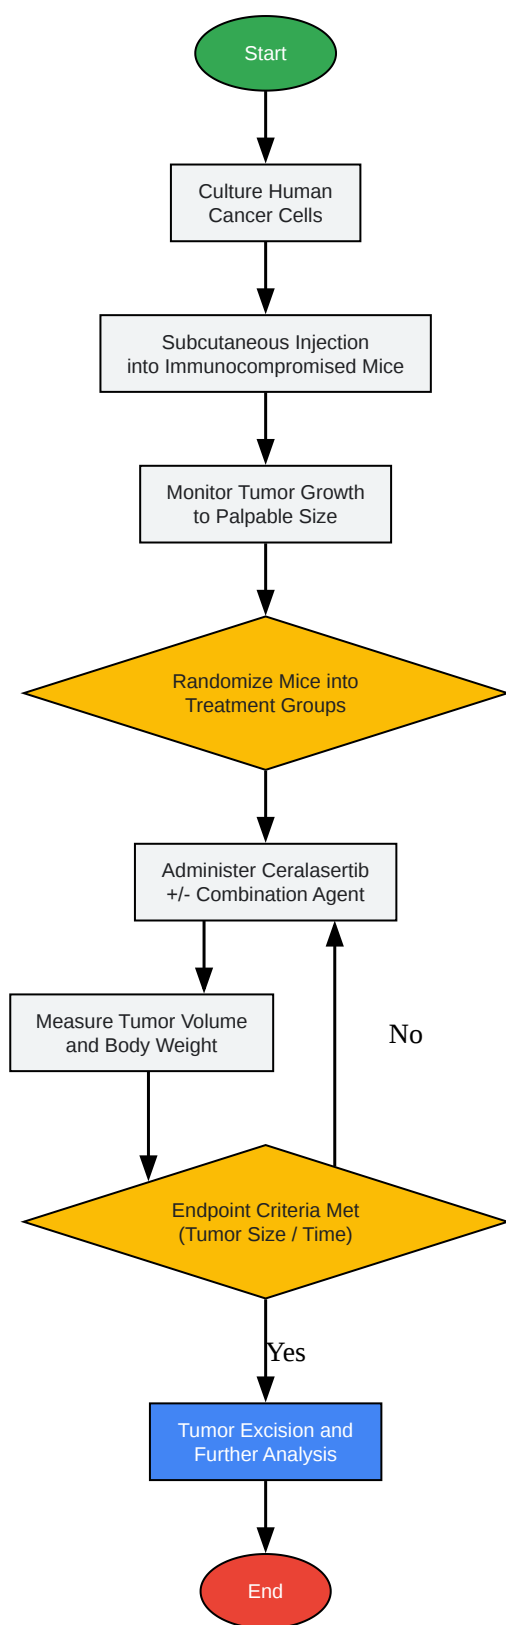 Start
Culture Human
Cancer Cells
Subcutaneous Injection
into Immunocompromised Mice
Monitor Tumor Growth
to Palpable Size
Randomize Mice into
Treatment Groups
Administer Ceralasertib
+/- Combination Agent
Measure Tumor Volume
and Body Weight
No
Endpoint Criteria Met
(Tumor Size / Time)
Yes
Tumor Excision and
Further Analysis
End